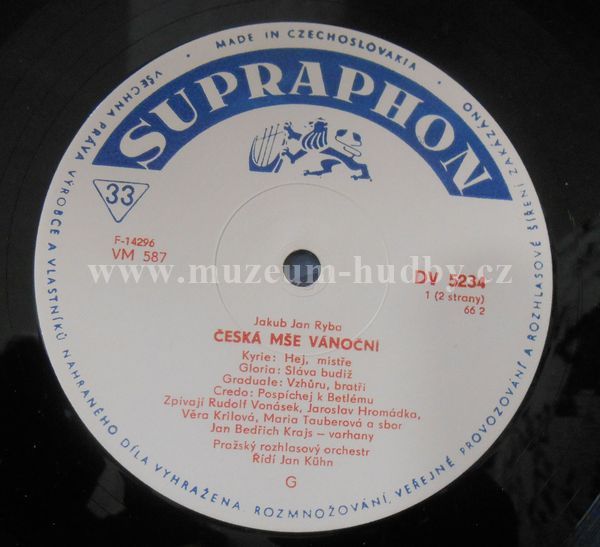 MADE IN CZECHOSLOVAKIA
VŠECHNA PRÁVA VÝROBCE A VLASTNÍKŮ NAHRANÉHO DÍLA VYHRAŽENA. ROZMNOŽOVÁNÍ, VEŘEJNÉ PROVOZOVÁNÍ A ROZHLASOVÉ ŠÍŘENÍ ZAKÁZÁNO
SUPRAPHON
33
F-14296
VM 587
DV 5234
1 (2 strany)
66 2
www.muzeum-hudby.cz
Jakub Jan Ryba
ČESKÁ MŠE VÁNOČNÍ
Kyrie: Hej, mistře
Gloria: Sláva budiž
Graduale: Vzhůru, bratři
Credo: Pospíchej k Betlému
Zpívají Rudolf Vonásek, Jaroslav Hromádka,
Věra Krilová, Maria Tauberová a sbor
Jan Bedřich Krajs – varhany
Pražský rozhlasový orchestr
Řídí Jan Kühn
G